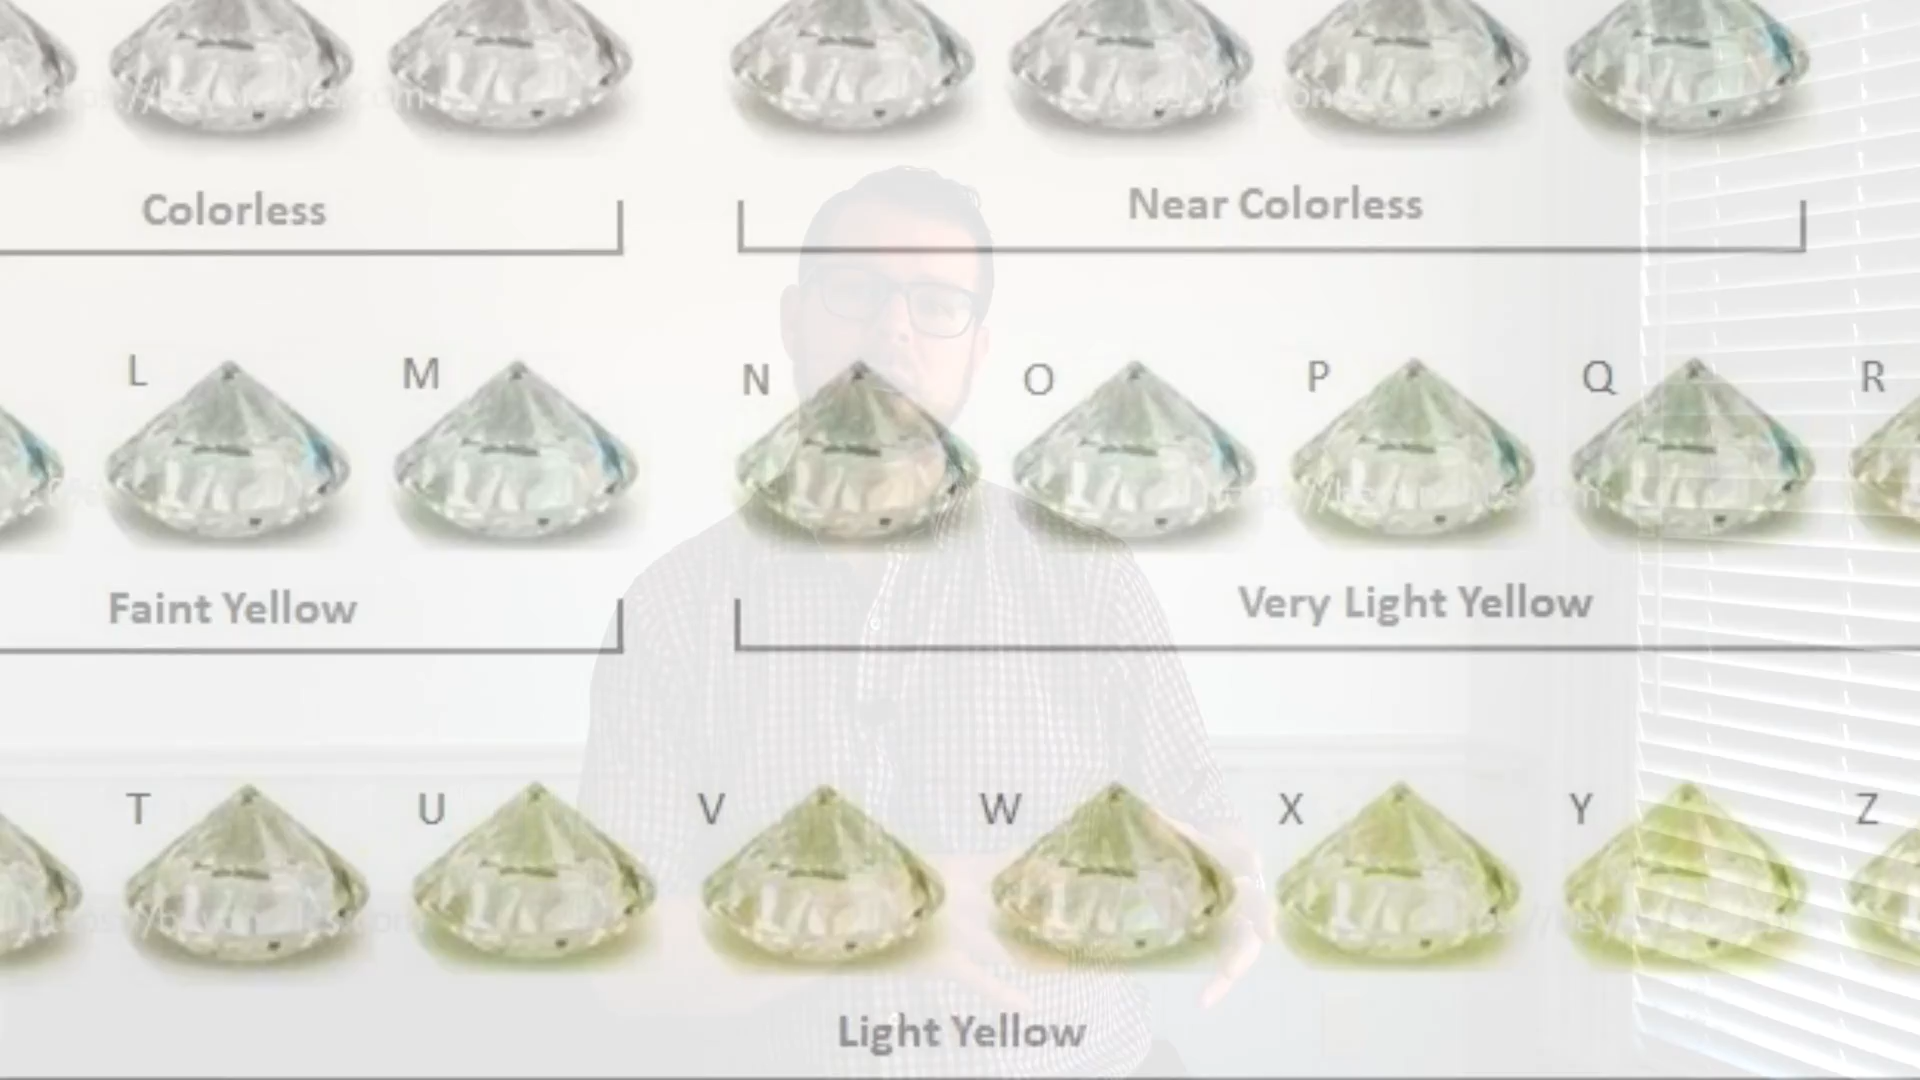 Colorless
Near Colorless
L M N O P Q R
Faint Yellow
Very Light Yellow
T U V W X Y Z
Light Yellow